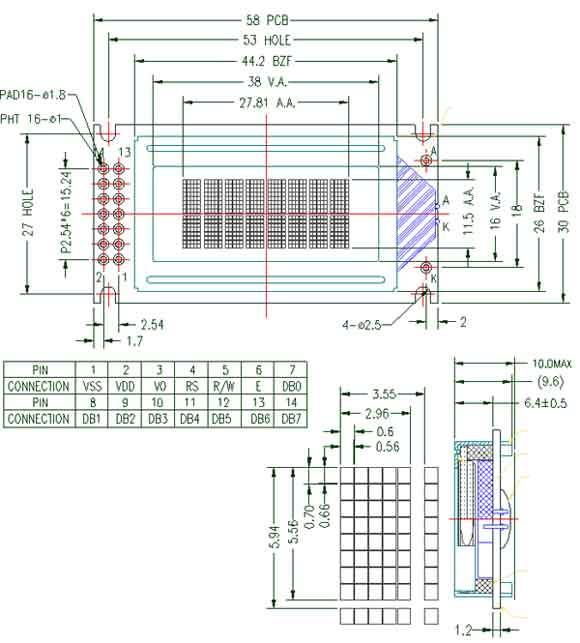 58 PCB
53 HOLE
44.2 BZF
38 V.A.
27.81 A.A.
PAD16-ø1.8
PHT 16-ø1
14 13
27 HOLE
P2.54*6=15.24
2 1
2.54
1.7
A
A
K
K
11.5 A.A.
16 V.A.
18
26 BZF
30 PCB
4-ø2.5
2
PIN 1 2 3 4 5 6 7
CONNECTION VSS VDD VO RS R/W E DB0
PIN 8 9 10 11 12 13 14
CONNECTION DB1 DB2 DB3 DB4 DB5 DB6 DB7
3.55
2.96
0.6
0.56
0.70
0.66
5.94
5.56
10.0MAX
(9.6)
6.4±0.5
1.2